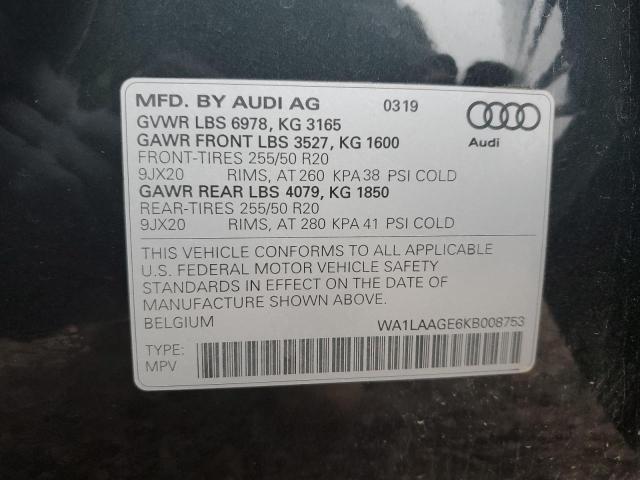 MFD. BY AUDI AG 0319
GVWR LBS 6978, KG 3165
GAWR FRONT LBS 3527, KG 1600
FRONT-TIRES 255/50 R20
9JX20 RIMS, AT 260 KPA 38 PSI COLD
GAWR REAR LBS 4079, KG 1850
REAR-TIRES 255/50 R20
9JX20 RIMS, AT 280 KPA 41 PSI COLD
Audi
THIS VEHICLE CONFORMS TO ALL APPLICABLE
U.S. FEDERAL MOTOR VEHICLE SAFETY
STANDARDS IN EFFECT ON THE DATE OF
MANUFACTURE SHOWN ABOVE.
BELGIUM WA1LAAGE6KB008753
TYPE:
MPV